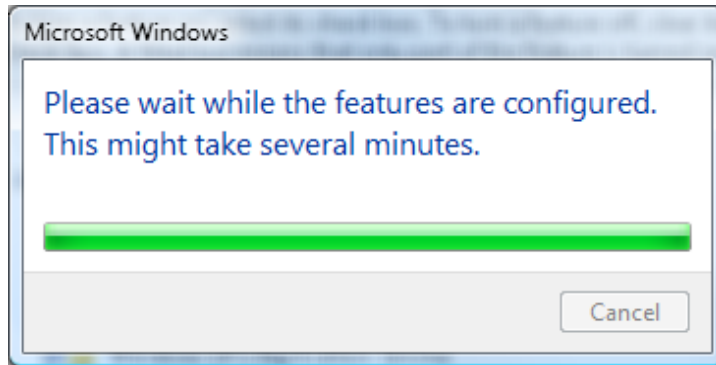 Microsoft Windows
Please wait while the features are configured.
This might take several minutes.
Cancel